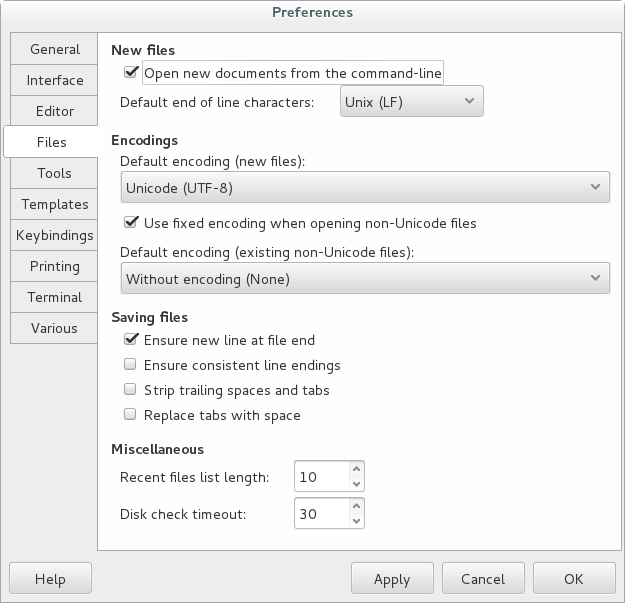 Preferences
General
Interface
Editor
Files
Tools
Templates
Keybindings
Printing
Terminal
Various
New files
Open new documents from the command-line
Default end of line characters: Unix (LF)
Encodings
Default encoding (new files):
Unicode (UTF-8)
Use fixed encoding when opening non-Unicode files
Default encoding (existing non-Unicode files):
Without encoding (None)
Saving files
Ensure new line at file end
Ensure consistent line endings
Strip trailing spaces and tabs
Replace tabs with space
Miscellaneous
Recent files list length: 10
Disk check timeout: 30
Help Apply Cancel OK